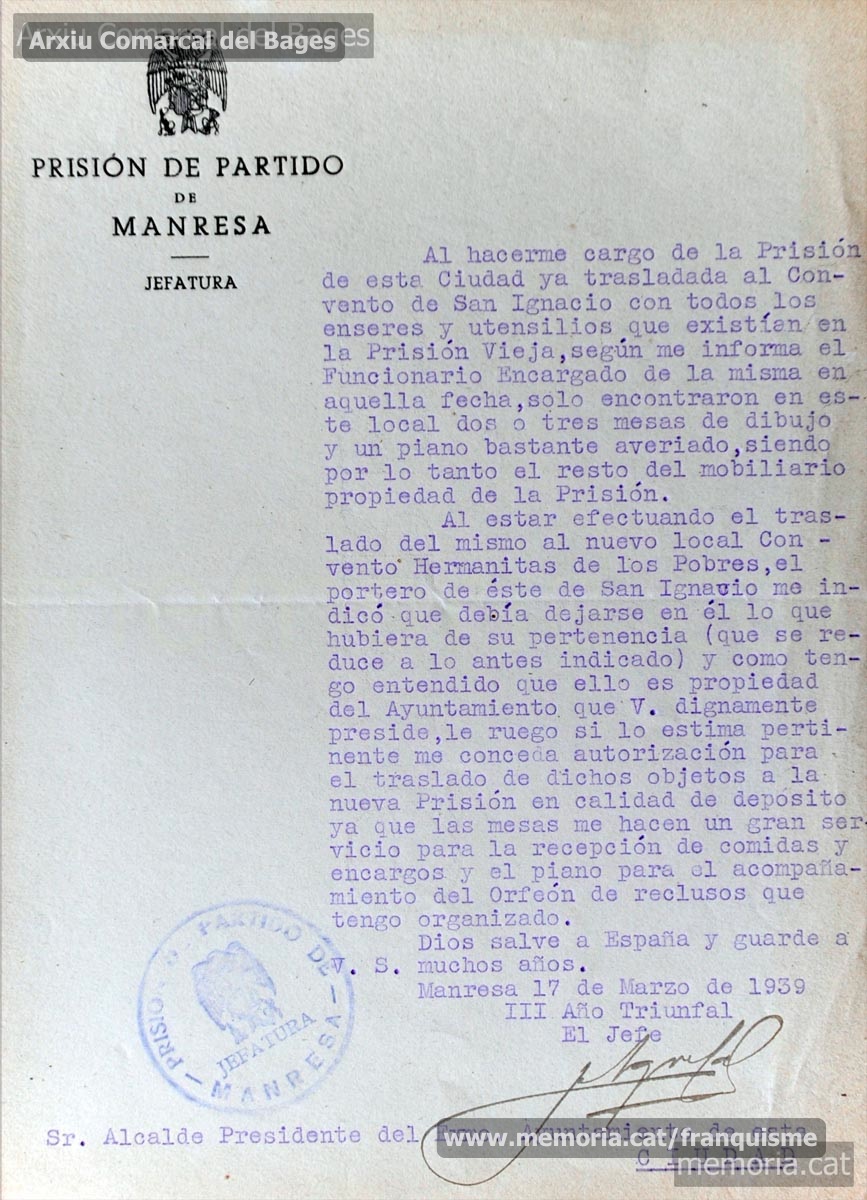 Arxiu Comarcal del Bages
PRISIÓN DE PARTIDO
DE
MANRESA
JEFATURA
Al hacerme cargo de la Prisión
de esta Ciudad ya trasladada al Con-
vento de San Ignacio con todos los
enseres y utensilios que existían en
la Prisión Vieja,según me informa el
Funcionario Encargado de la misma en
aquella fecha,solo encontraron en es-
te local dos o tres mesas de dibujo
y un piano bastante averiado,siendo
por lo tanto el resto del mobiliario
propiedad de la Prisión.
Al estar efectuando el tras-
lado del mismo al nuevo local Con -
vento Hermanitas de los Pobres,el
portero de éste de San Ignacio me in-
dicó que debía dejarse en él lo que
hubiera de su pertenencia (que se re-
duce a lo antes indicado) y como ten-
go entendido que ello es propiedad
del Ayuntamiento que V. dignamente
preside,le ruego si lo estima perti-
nente me conceda autorización para
el traslado de dichos objetos a la
nueva Prisión en calidad de depósito
ya que las mesas me hacen un gran ser-
vicio para la recepción de comidas y
encargos y el piano para el acompaña-
miento del Orfeón de reclusos que
tengo organizado.
Dios salve a España y guarde a
V. S. muchos años.
Manresa 17 de Marzo de 1939
III Año Triunfal
El Jefe
PRISION D PARTIDO DE
JEFATURA
MANRESA
Sr. Alcalde Presidente del Ayuntamiento de esta
CIUDAD
www.memoria.cat/franquisme
memoria.cat